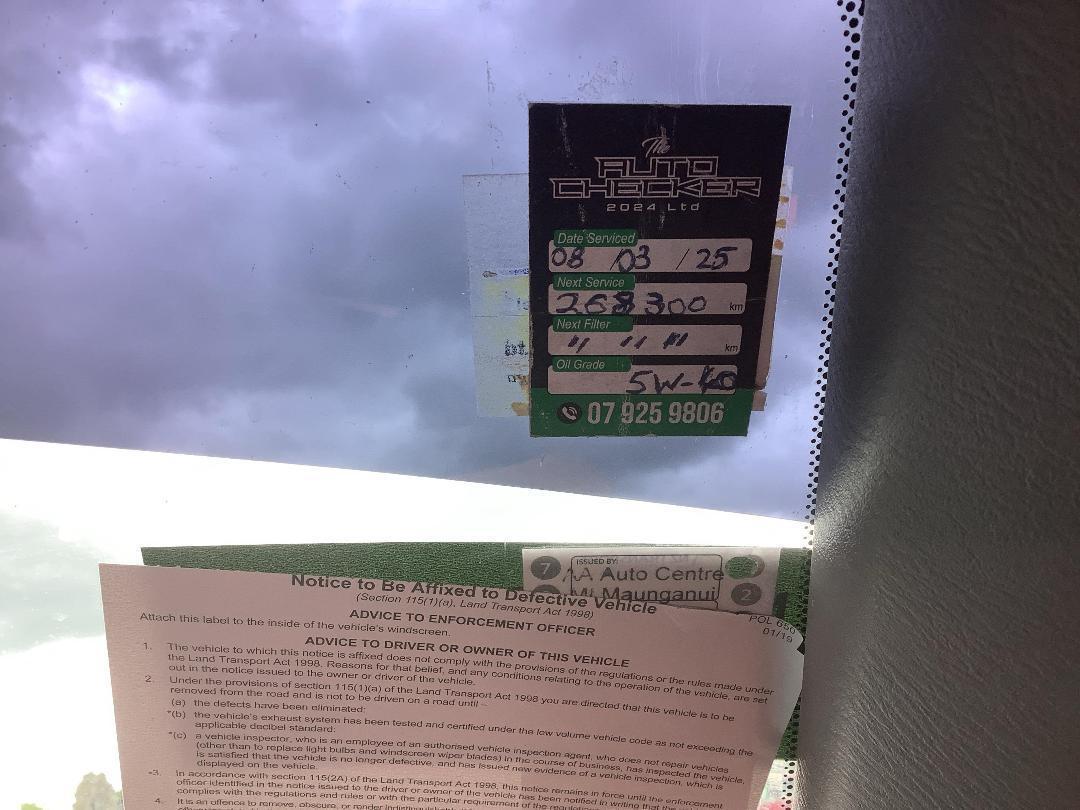 The
AUTO
CHECKER
2024 Ltd
Date Serviced
08 / 03 / 25
Next Service
268300 km
Next Filter
" " " km
Oil Grade
5W-40
07 925 9806
7 ISSUED BY:
AA Auto Centre
Mt Maunganui 2
Notice to Be Affixed to Defective Vehicle
(Section 115(1)(a), Land Transport Act 1998)
POL 650
01/19
ADVICE TO ENFORCEMENT OFFICER
Attach this label to the inside of the vehicle's windscreen.
ADVICE TO DRIVER OR OWNER OF THIS VEHICLE
1. The vehicle to which this notice is affixed does not comply with the provisions of the regulations or the rules made under
the Land Transport Act 1998. Reasons for that belief, and any conditions relating to the operation of the vehicle, are set
out in the notice issued to the owner or driver of the vehicle.
2. Under the provisions of section 115(1)(a) of the Land Transport Act 1998 you are directed that this vehicle is to be
removed from the road and is not to be driven on a road until –
(a) the defects have been eliminated:
*(b) the vehicle's exhaust system has been tested and certified under the low volume vehicle code as not exceeding the
applicable decibel standard:
*(c) a vehicle inspector, who is an employee of an authorised vehicle inspection agent, who does not repair vehicles
(other than to replace light bulbs and windscreen wiper blades) in the course of business, has inspected the vehicle,
is satisfied that the vehicle is no longer defective, and has issued new evidence of a vehicle inspection, which is
displayed on the vehicle.
*3. In accordance with section 115(2A) of the Land Transport Act 1998, this notice remains in force until the enforcement
officer identified in the notice issued to the driver or owner of the vehicle has been notified in writing that the same
complies with the regulations and rules or with the particular requirement of the
4. It is an offence to remove, obscure, or render indistinguishable